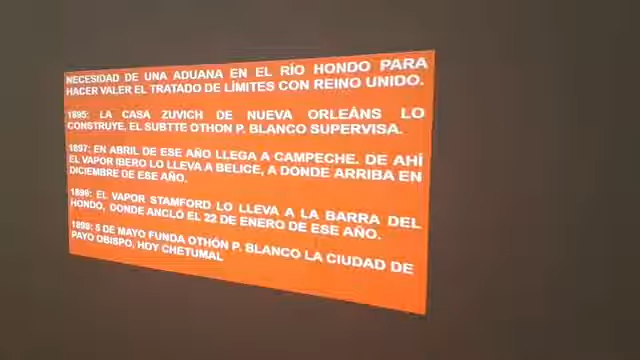 NECESIDAD DE UNA ADUANA EN EL RÍO HONDO PARA
HACER VALER EL TRATADO DE LÍMITES CON REINO UNIDO.
1895: LA CASA ZUVICH DE NUEVA ORLEÁNS LO
CONSTRUYE, EL SUBTTE OTHON P. BLANCO SUPERVISA.
1897: EN ABRIL DE ESE AÑO LLEGA A CAMPECHE. DE AHÍ
EL VAPOR IBERO LO LLEVA A BELICE, A DONDE ARRIBA EN
DICIEMBRE DE ESE AÑO.
1898: EL VAPOR STAMFORD LO LLEVA A LA BARRA DEL
HONDO, DONDE ANCLÓ EL 22 DE ENERO DE ESE AÑO.
1898: 5 DE MAYO FUNDA OTHÓN P. BLANCO LA CIUDAD DE
PAYO OBISPO, HOY CHETUMAL